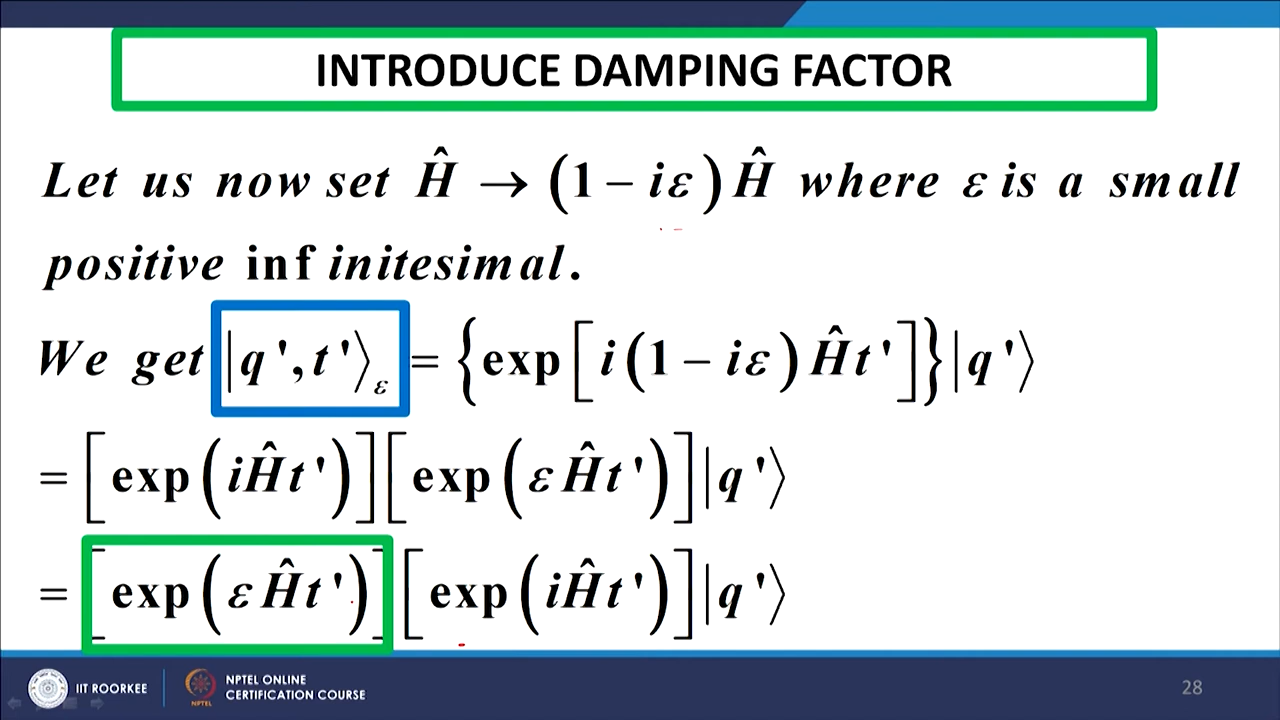 INTRODUCE DAMPING FACTOR
Let us now set Ĥ → (1 − iε) Ĥ where ε is a small
positive infinitesimal.
We get |q', t'⟩ε = {exp[i(1 − iε)Ĥt']}|q'⟩
= [exp(iĤt')][exp(εĤt')]|q'⟩
= [exp(εĤt')][exp(iĤt')]|q'⟩
IIT ROORKEE
NPTEL
NPTEL ONLINE
CERTIFICATION COURSE
28